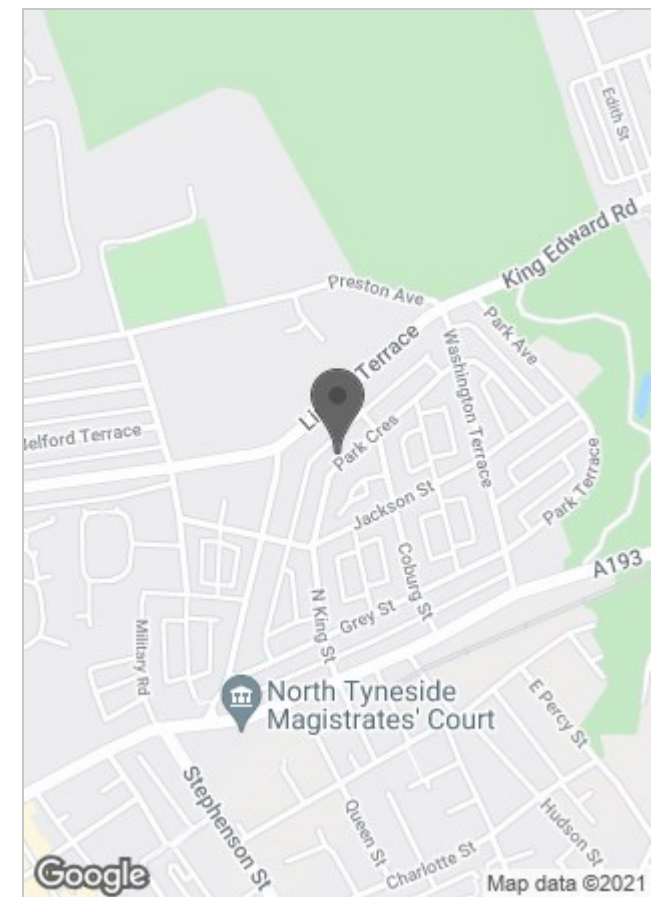 Edith St
King Edward Rd
Preston Ave
Park Ave
Terrace
Washington Terrace
Belford Terrace
Park Cres
Jackson St
Park Terrace
A193
Coburg St
N King St
Grey St
Military Rd
North Tyneside
Magistrates' Court
E Percy St
Stephenson St
Queen St
Hudson St
Charlotte St
Google
Map data ©2021